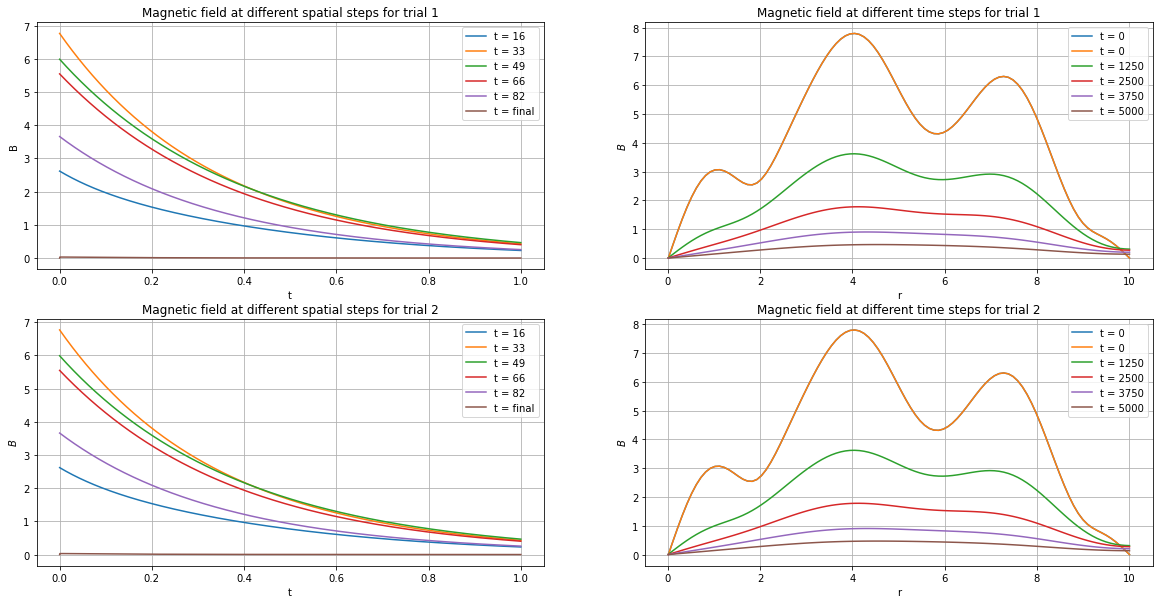 Magnetic field at different spatial steps for trial 1
7
6
5
4
3
2
1
0
B
0.0 0.2 0.4 0.6 0.8 1.0
t
t = 16
t = 33
t = 49
t = 66
t = 82
t = final
Magnetic field at different time steps for trial 1
8
7
6
5
4
3
2
1
0
B
0 2 4 6 8 10
r
t = 0
t = 0
t = 1250
t = 2500
t = 3750
t = 5000
Magnetic field at different spatial steps for trial 2
7
6
5
4
3
2
1
0
B
0.0 0.2 0.4 0.6 0.8 1.0
t
t = 16
t = 33
t = 49
t = 66
t = 82
t = final
Magnetic field at different time steps for trial 2
8
7
6
5
4
3
2
1
0
B
0 2 4 6 8 10
r
t = 0
t = 0
t = 1250
t = 2500
t = 3750
t = 5000